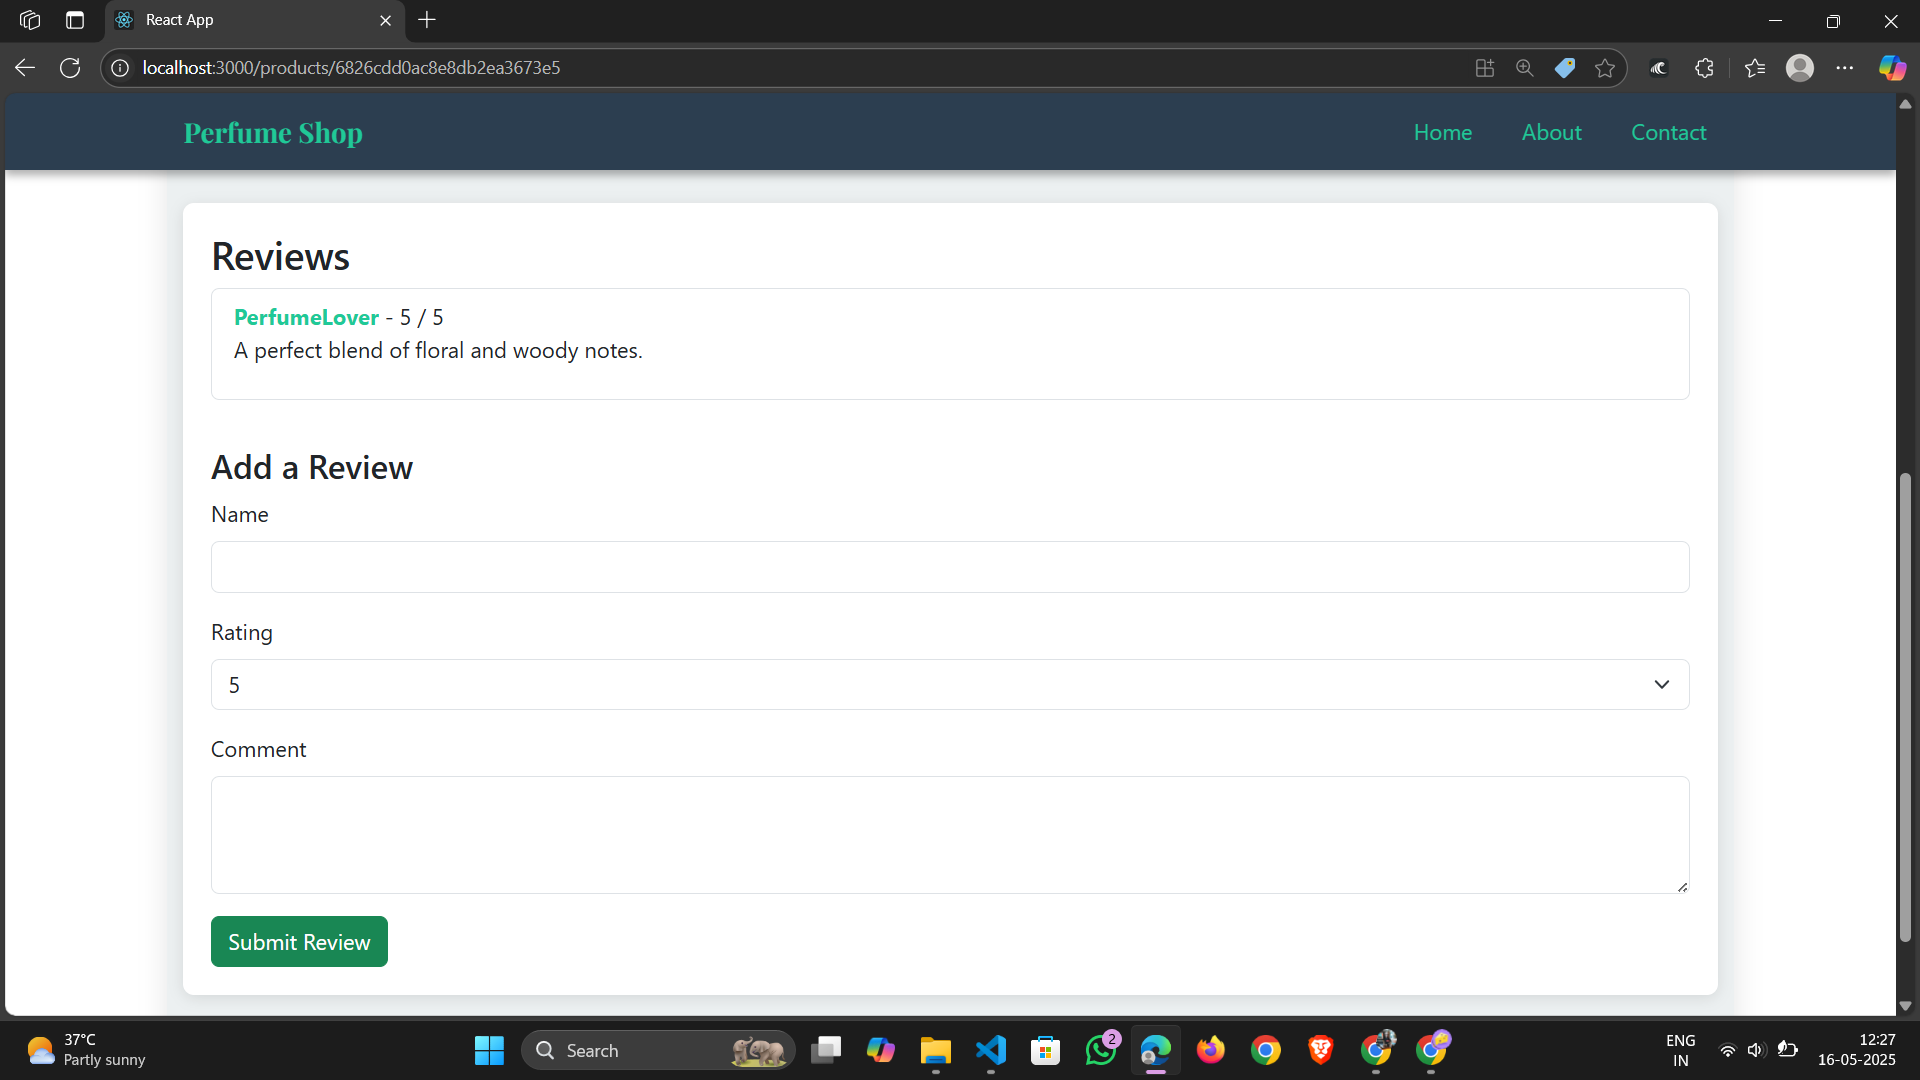 React App
localhost:3000/products/6826cdd0ac8e8db2ea3673e5
Perfume Shop
Home
About
Contact
Reviews
PerfumeLover - 5 / 5
A perfect blend of floral and woody notes.
Add a Review
Name
Rating
5
Comment
Submit Review
37°C
Partly sunny
Search
2
ENG
IN
12:27
16-05-2025